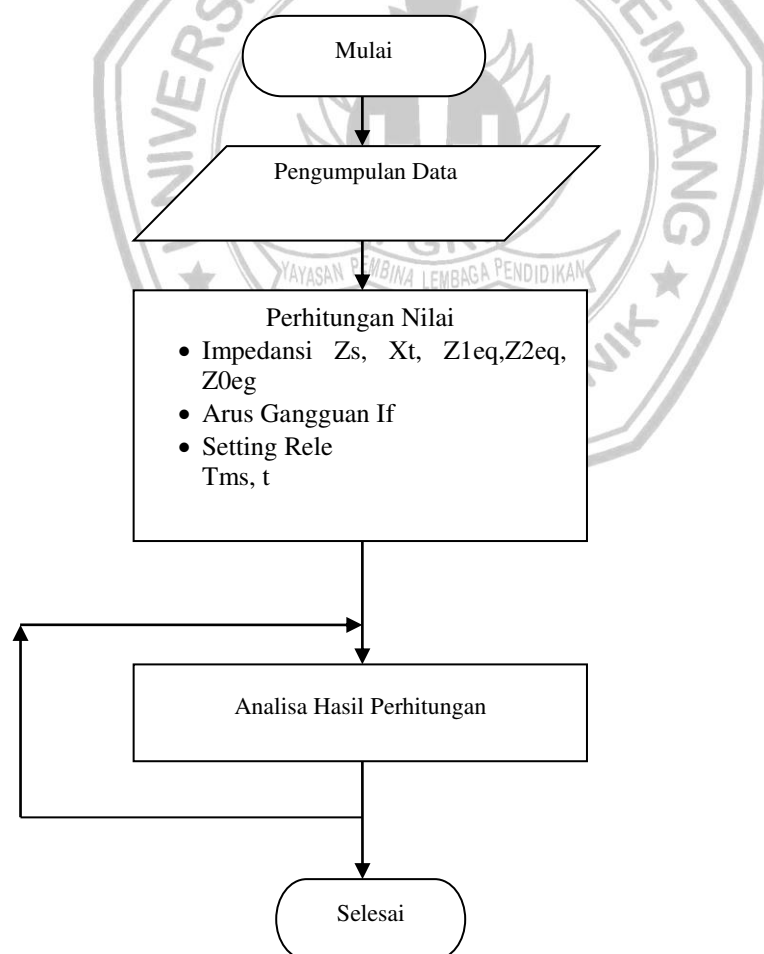 Mulai
Pengumpulan Data
YAYASAN PEMBINA LEMBAGA PENDIDIKAN
Perhitungan Nilai
• Impedansi Zs, Xt, Z1eq,Z2eq,
Z0eg
• Arus Gangguan If
• Setting Rele
Tms, t
Analisa Hasil Perhitungan
Selesai